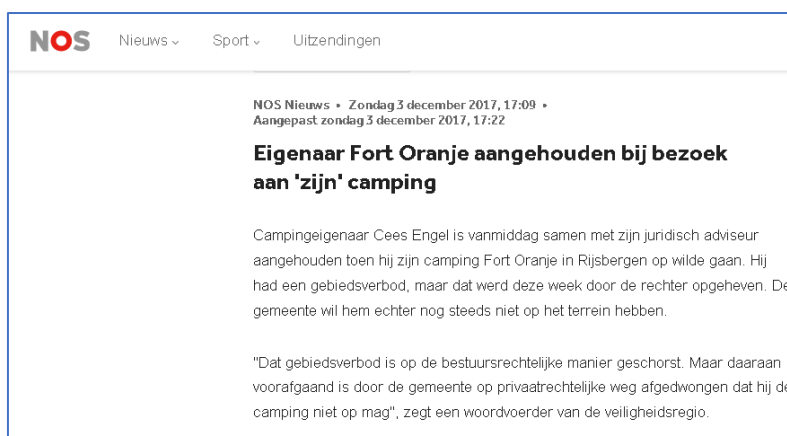 NOS Nieuws Sport Uitzendingen
NOS Nieuws • Zondag 3 december 2017, 17:09 •
Aangepast zondag 3 december 2017, 17:22
Eigenaar Fort Oranje aangehouden bij bezoek
aan 'zijn' camping
Campingeigenaar Cees Engel is vanmiddag samen met zijn juridisch adviseur
aangehouden toen hij zijn camping Fort Oranje in Rijsbergen op wilde gaan. Hij
had een gebiedsverbod, maar dat werd deze week door de rechter opgeheven. De
gemeente wil hem echter nog steeds niet op het terrein hebben.
"Dat gebiedsverbod is op de bestuursrechtelijke manier geschorst. Maar daaraan
voorafgaand is door de gemeente op privaatrechtelijke weg afgedwongen dat hij de
camping niet op mag", zegt een woordvoerder van de veiligheidsregio.